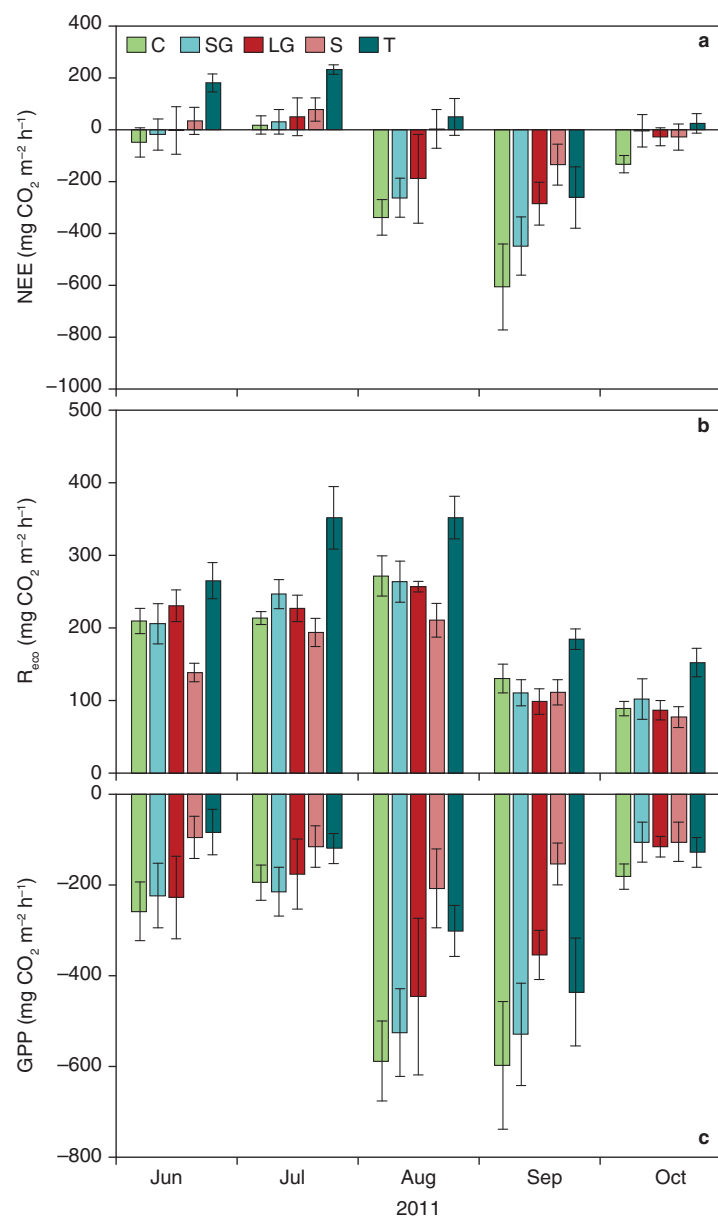 400
C SG LG S T
a
200
0
−200
−400
−600
−800
−1000
NEE (mg CO₂ m⁻² h⁻¹)
500
b
400
300
200
100
0
Rₑcₒ (mg CO₂ m⁻² h⁻¹)
0
−200
−400
−600
−800
GPP (mg CO₂ m⁻² h⁻¹)
c
Jun Jul Aug Sep Oct
2011